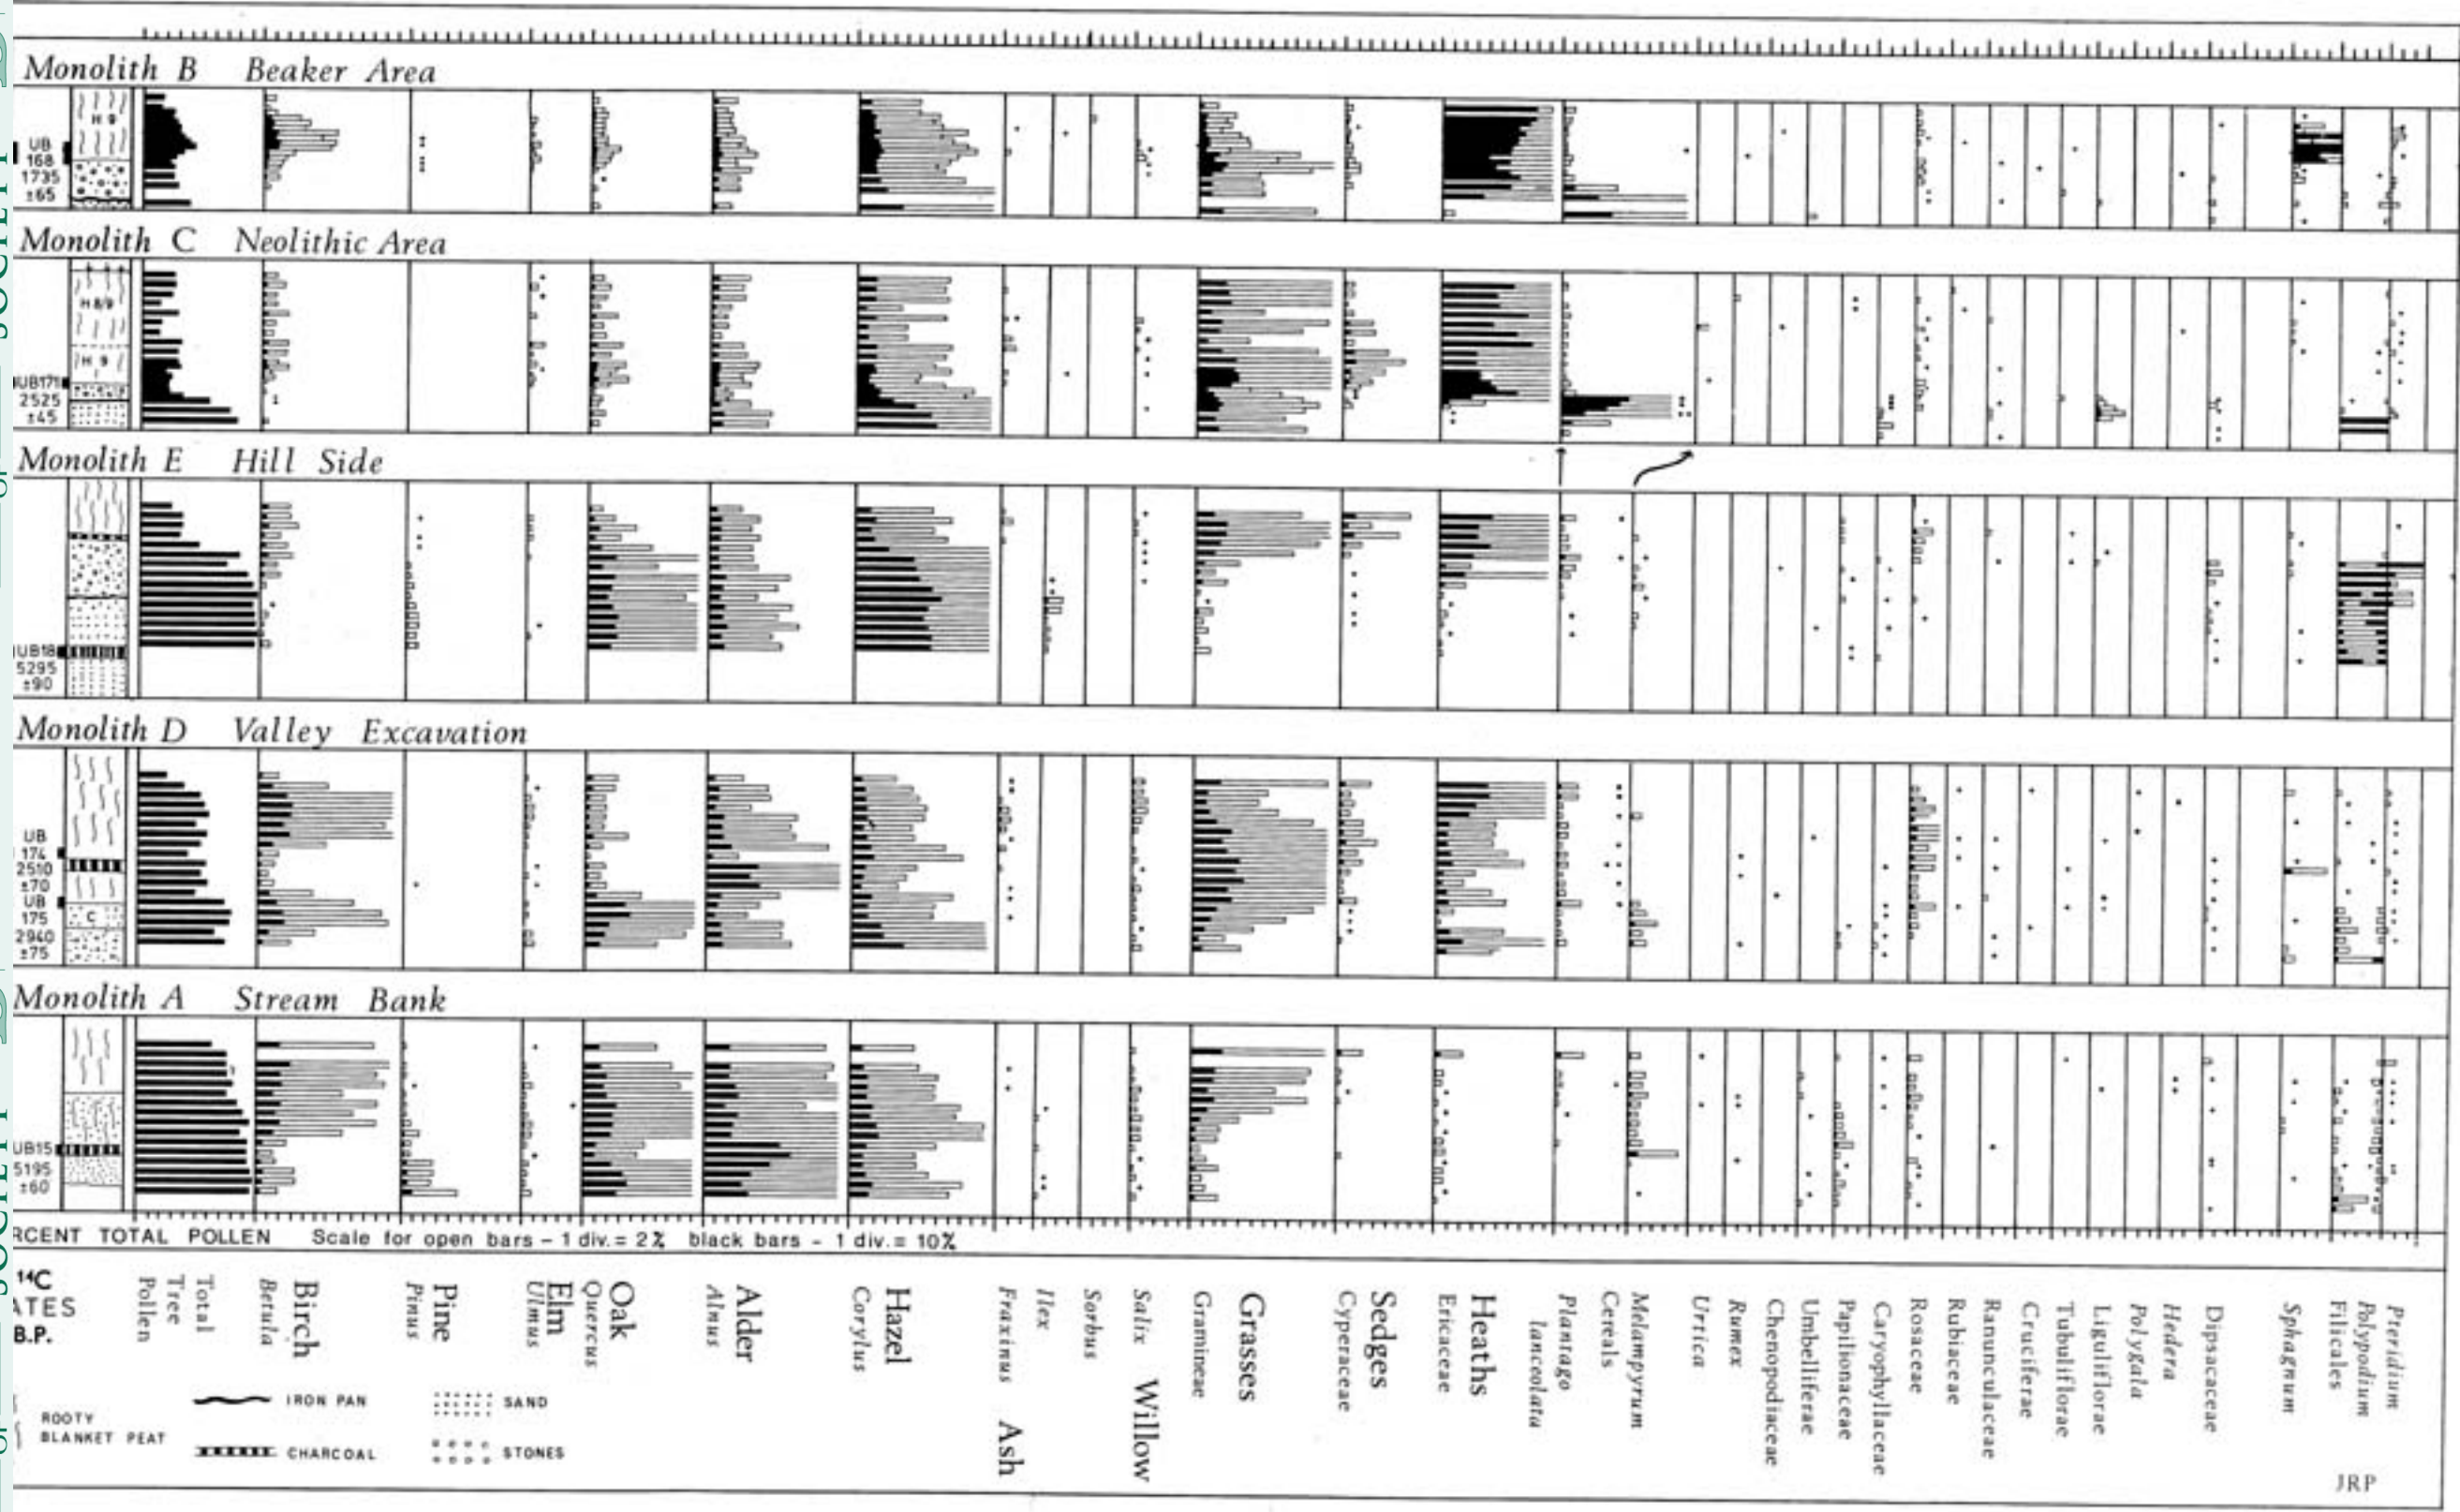 Monolith B Beaker Area
H 9
UB
168
1735
±65
Monolith C Neolithic Area
H 8/9
H 9
UB171
2525
±45
Monolith E Hill Side
UB18
5295
±90
Monolith D Valley Excavation
UB
174
2510
±70
UB
175
C
2940
±75
Monolith A Stream Bank
UB15
5195
±60
RCENT TOTAL POLLEN Scale for open bars - 1 div. = 2% black bars - 1 div. = 10%
14C
ATES
B.P.
Total
Tree
Pollen
Birch
Betula
Pine
Pinus
Elm
Ulmus
Oak
Quercus
Alder
Alnus
Hazel
Corylus
Fraxinus Ash
Ilex
Sorbus
Salix Willow
Grasses
Gramineae
Sedges
Cyperaceae
Heaths
Ericaceae
Plantago
lanceolata
Cereals
Melampyrum
Urtica
Rumex
Chenopodiaceae
Umbelliferae
Papilionaceae
Caryophyllaceae
Rosaceae
Rubiaceae
Ranunculaceae
Cruciferae
Tubuliflorae
Liguliflorae
Polygala
Hedera
Dipsacaceae
Sphagnum
Filicales
Polypodium
Pteridium
ROOTY
BLANKET PEAT
IRON PAN
CHARCOAL
SAND
STONES
JRP